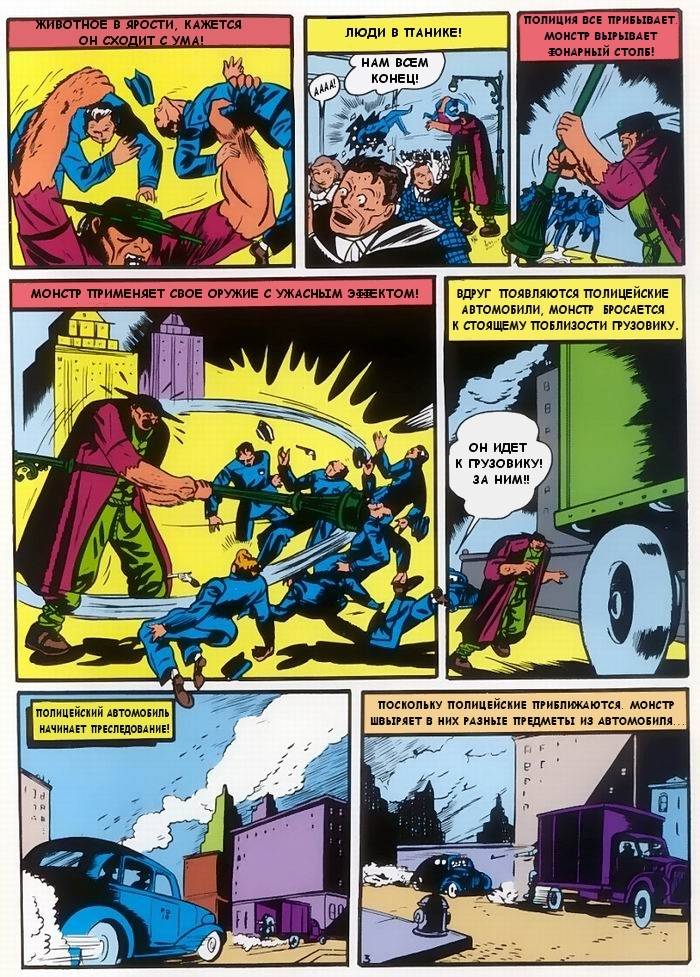 ЖИВОТНОЕ В ЯРОСТИ, КАЖЕТСЯ
ОН СХОДИТ С УМА!
ЛЮДИ В ПАНИКЕ!
АААА!
НАМ ВСЕМ
КОНЕЦ!
ПОЛИЦИЯ ВСЕ ПРИБЫВАЕТ.
МОНСТР ВЫРЫВАЕТ
ФОНАРНЫЙ СТОЛБ!
МОНСТР ПРИМЕНЯЕТ СВОЕ ОРУЖИЕ С УЖАСНЫМ ЭФФЕКТОМ!
ВДРУГ ПОЯВЛЯЮТСЯ ПОЛИЦЕЙСКИЕ
АВТОМОБИЛИ, МОНСТР БРОСАЕТСЯ
К СТОЯЩЕМУ ПОБЛИЗОСТИ ГРУЗОВИКУ.
ОН ИДЕТ
К ГРУЗОВИКУ!
ЗА НИМ!!
ПОЛИЦЕЙСКИЙ АВТОМОБИЛЬ
НАЧИНАЕТ ПРЕСЛЕДОВАНИЕ!
ПОСКОЛЬКУ ПОЛИЦЕЙСКИЕ ПРИБЛИЖАЮТСЯ. МОНСТР
ШВЫРЯЕТ В НИХ РАЗНЫЕ ПРЕДМЕТЫ ИЗ АВТОМОБИЛЯ...
3